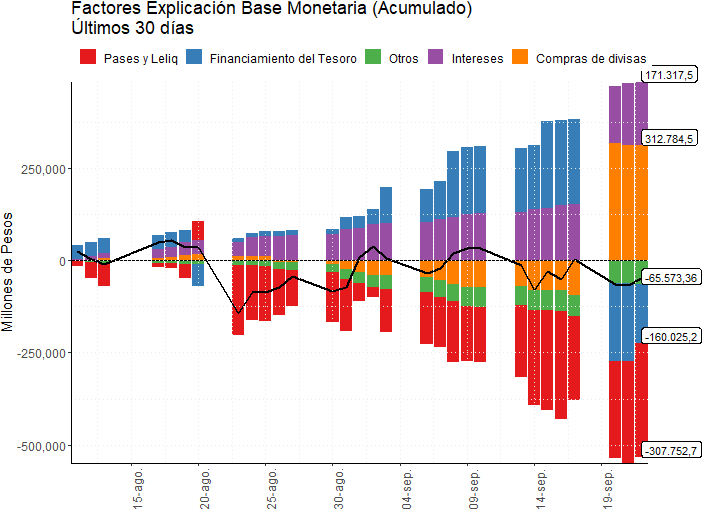 Factores Explicación Base Monetaria (Acumulado)
Últimos 30 días
Pases y Leliq Financiamiento del Tesoro Otros Intereses Compras de divisas
171.317,5
312.784,5
250,000
Millones de Pesos
0
-65.573,36
-160.025,2
-250,000
-307.752,7
-500,000
15-ago. 20-ago. 25-ago. 30-ago. 04-sep. 09-sep. 14-sep. 19-sep.